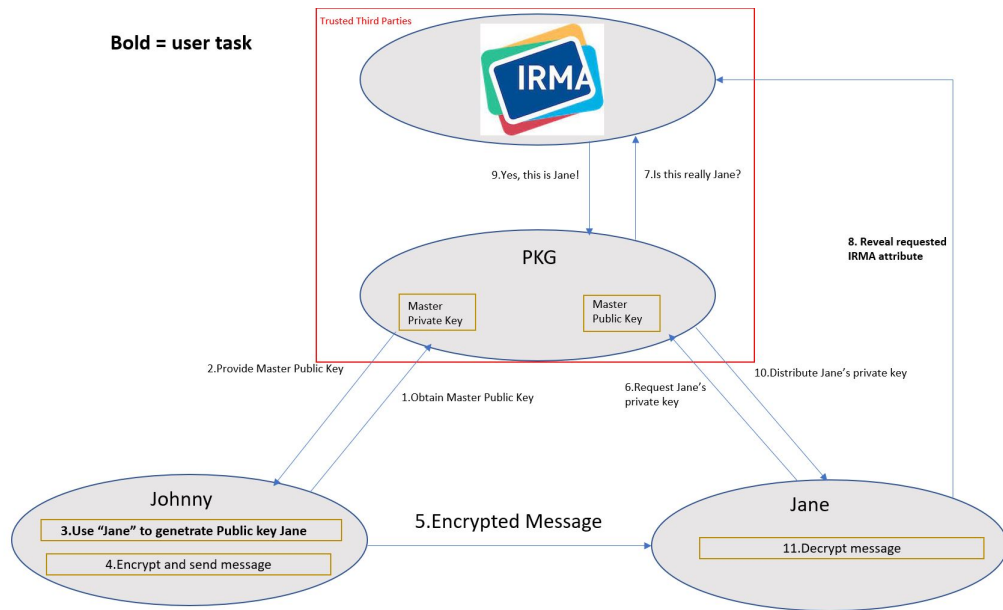 Trusted Third Parties
Bold = user task
IRMA
9.Yes, this is Jane!
7.Is this really Jane?
8. Reveal requested
IRMA attribute
PKG
Master
Private Key
Master
Public Key
2.Provide Master Public Key
1.Obtain Master Public Key
6.Request Jane’s
private key
10.Distribute Jane’s private key
Johnny
3.Use “Jane” to genetrate Public key Jane
4.Encrypt and send message
5.Encrypted Message
Jane
11.Decrypt message